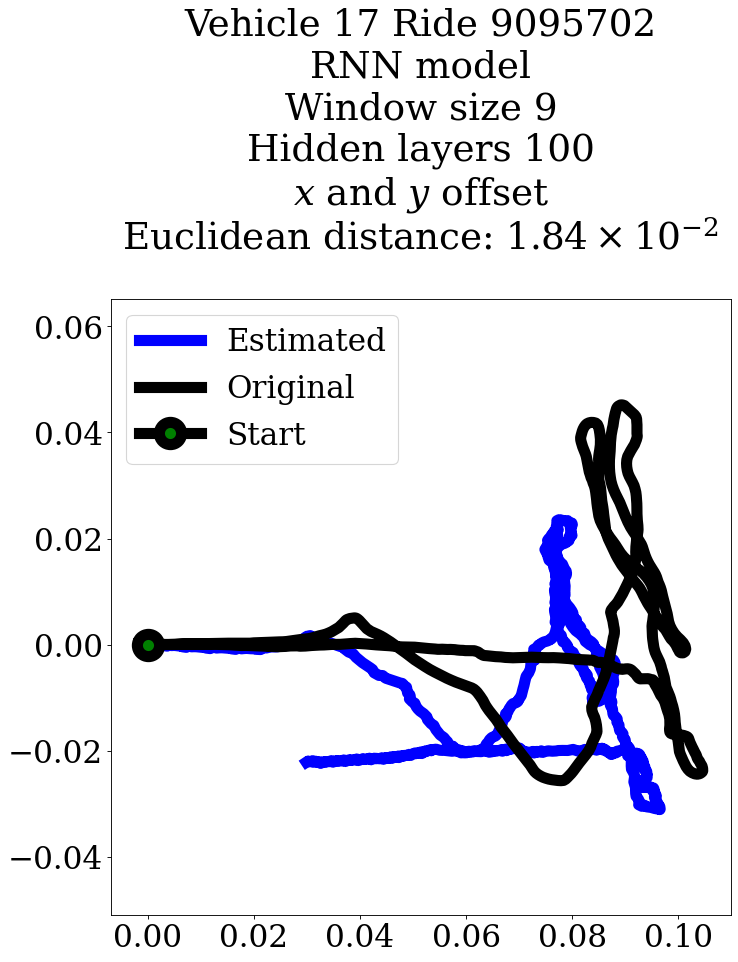 Vehicle 17 Ride 9095702
RNN model
Window size 9
Hidden layers 100
x and y offset
Euclidean distance: 1.84 × 10⁻²
Estimated
Original
Start
0.06
0.04
0.02
0.00
−0.02
−0.04
0.00 0.02 0.04 0.06 0.08 0.10